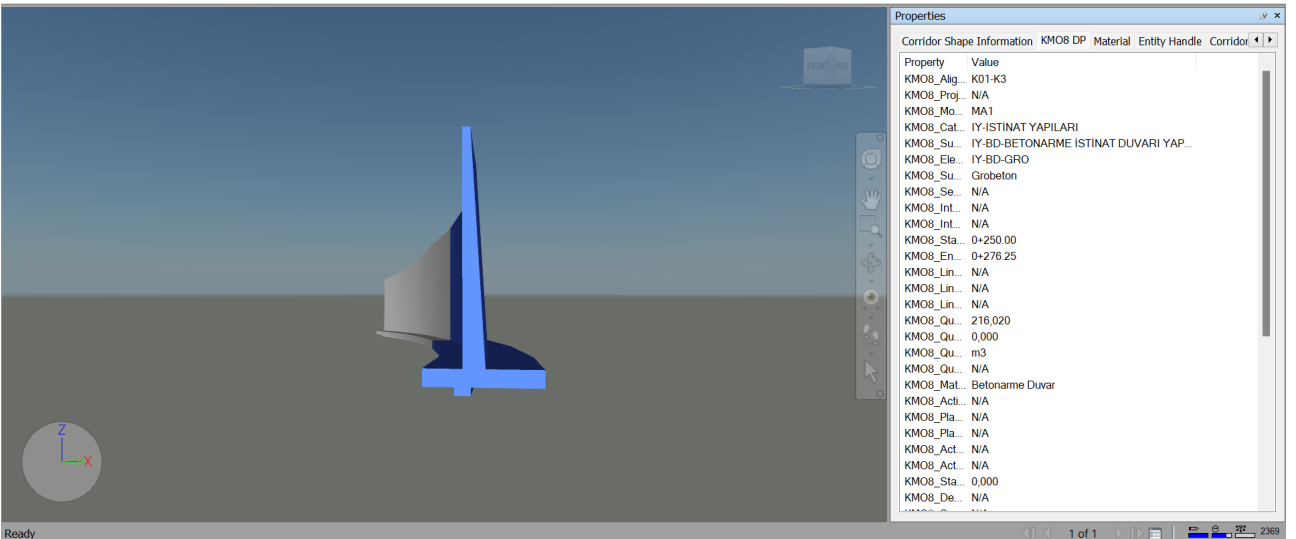 Properties
Corridor Shape Information KMO8 DP Material Entity Handle Corridor
Property Value
KMO8_Alig... K01-K3
KMO8_Proj... N/A
KMO8_Mo... MA1
KMO8_Cat... IY-İSTİNAT YAPILARI
KMO8_Su... IY-BD-BETONARME İSTİNAT DUVARI YAP...
KMO8_Ele... IY-BD-GRO
KMO8_Su... Grobeton
KMO8_Se... N/A
KMO8_Int... N/A
KMO8_Int... N/A
KMO8_Sta... 0+250.00
KMO8_En... 0+276.25
KMO8_Lin... N/A
KMO8_Lin... N/A
KMO8_Lin... N/A
KMO8_Qu... 216,020
KMO8_Qu... 0,000
KMO8_Qu... m3
KMO8_Qu... N/A
KMO8_Mat... Betonarme Duvar
KMO8_Acti... N/A
KMO8_Pla... N/A
KMO8_Pla... N/A
KMO8_Act... N/A
KMO8_Act... N/A
KMO8_Sta... 0,000
KMO8_De... N/A
FRONT
Z
X
Ready
1 of 1
2369